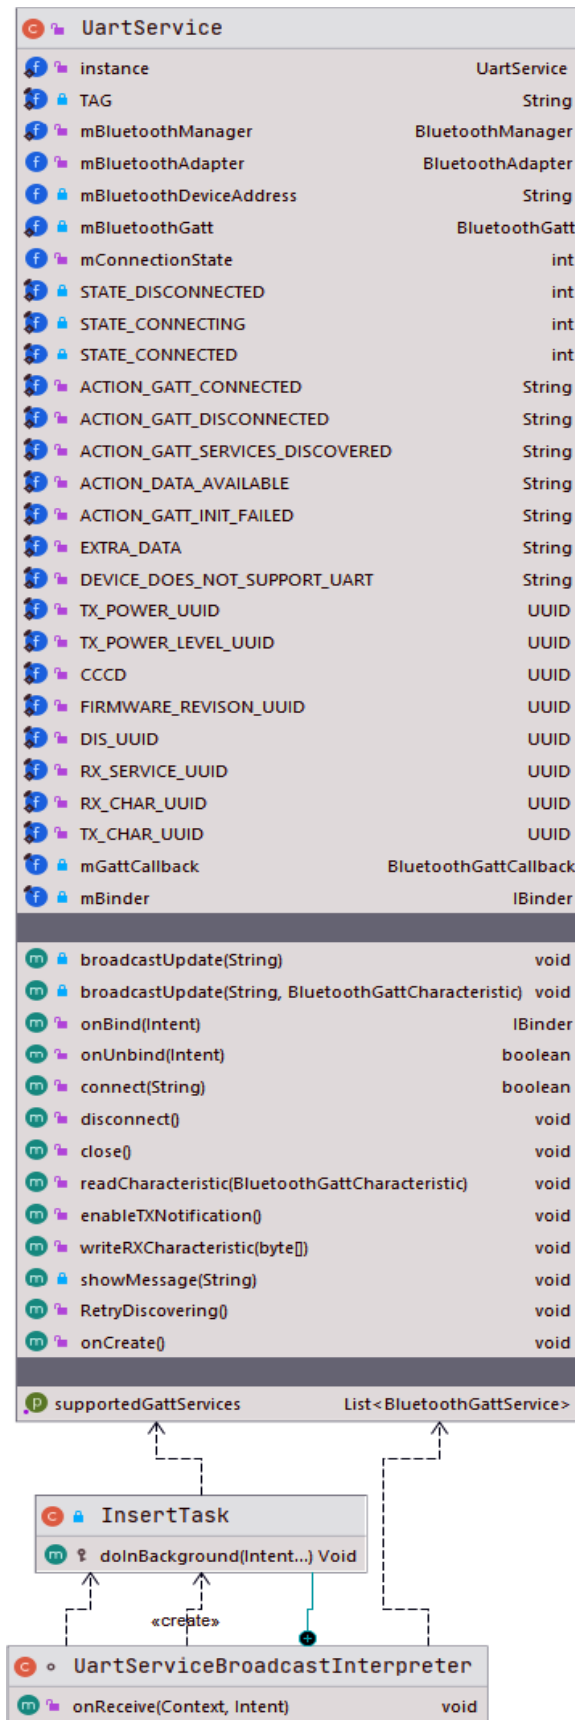 UartService
instance UartService
TAG String
mBluetoothManager BluetoothManager
mBluetoothAdapter BluetoothAdapter
mBluetoothDeviceAddress String
mBluetoothGatt BluetoothGatt
mConnectionState int
STATE_DISCONNECTED int
STATE_CONNECTING int
STATE_CONNECTED int
ACTION_GATT_CONNECTED String
ACTION_GATT_DISCONNECTED String
ACTION_GATT_SERVICES_DISCOVERED String
ACTION_DATA_AVAILABLE String
ACTION_GATT_INIT_FAILED String
EXTRA_DATA String
DEVICE_DOES_NOT_SUPPORT_UART String
TX_POWER_UUID UUID
TX_POWER_LEVEL_UUID UUID
CCCD UUID
FIRMWARE_REVISON_UUID UUID
DIS_UUID UUID
RX_SERVICE_UUID UUID
RX_CHAR_UUID UUID
TX_CHAR_UUID UUID
mGattCallback BluetoothGattCallback
mBinder IBinder
broadcastUpdate(String) void
broadcastUpdate(String, BluetoothGattCharacteristic) void
onBind(Intent) IBinder
onUnbind(Intent) boolean
connect(String) boolean
disconnect() void
close() void
readCharacteristic(BluetoothGattCharacteristic) void
enableTXNotification() void
writeRXCharacteristic(byte[]) void
showMessage(String) void
RetryDiscovering() void
onCreate() void
supportedGattServices List<BluetoothGattService>
InsertTask
doInBackground(Intent...) Void
«create»
UartServiceBroadcastInterpreter
onReceive(Context, Intent) void